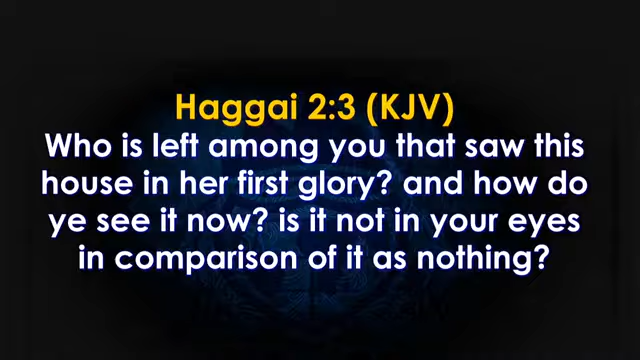 Haggai 2:3 (KJV)
Who is left among you that saw this
house in her first glory? and how do
ye see it now? is it not in your eyes
in comparison of it as nothing?